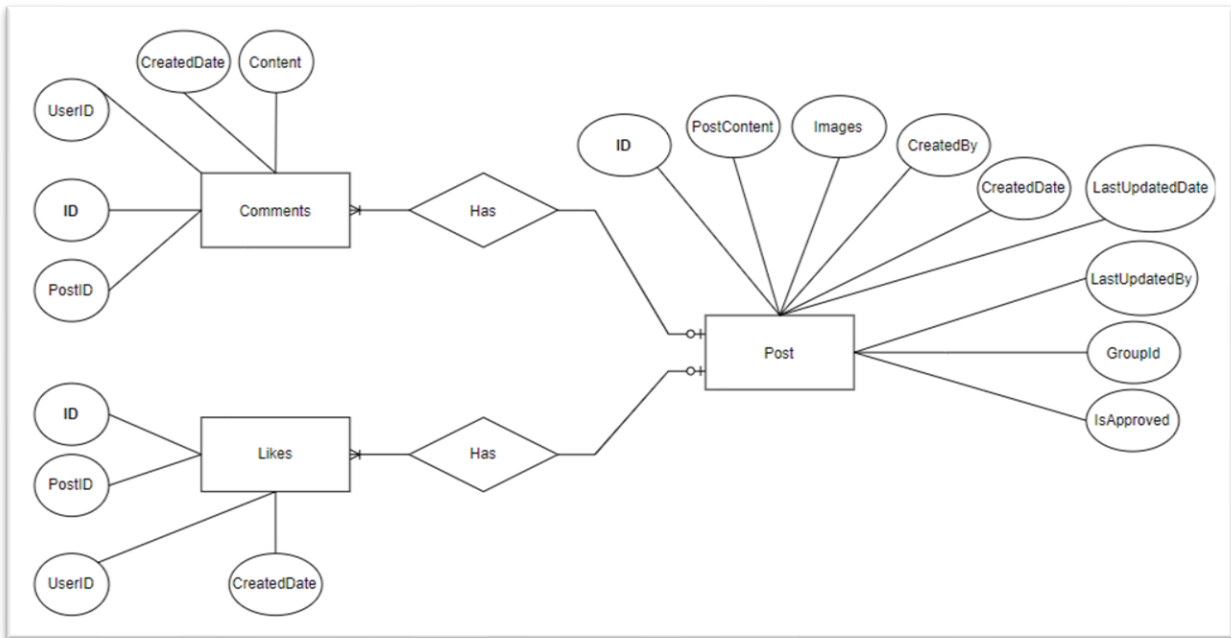 CreatedDate
Content
UserID
ID
Comments
PostID
Has
ID
PostContent
Images
CreatedBy
CreatedDate
LastUpdatedDate
LastUpdatedBy
Post
GroupId
IsApproved
ID
Likes
PostID
Has
UserID
CreatedDate